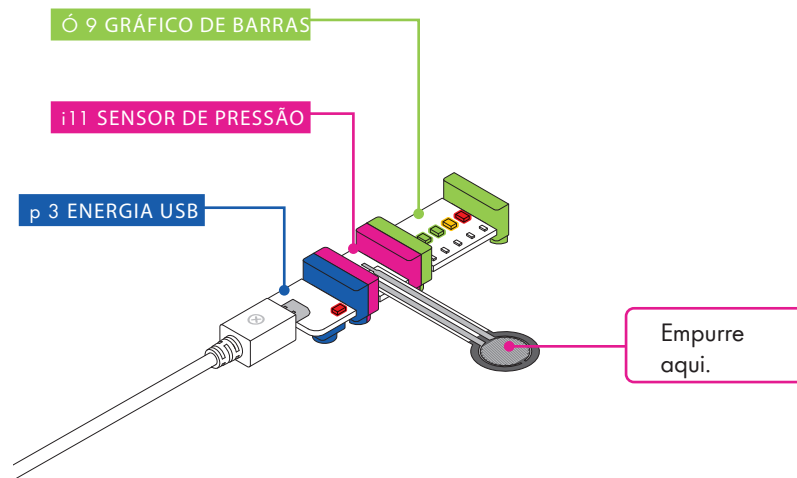 Ó 9 GRÁFICO DE BARRAS
i11 SENSOR DE PRESSÃO
p 3 ENERGIA USB
Empurre
aqui.